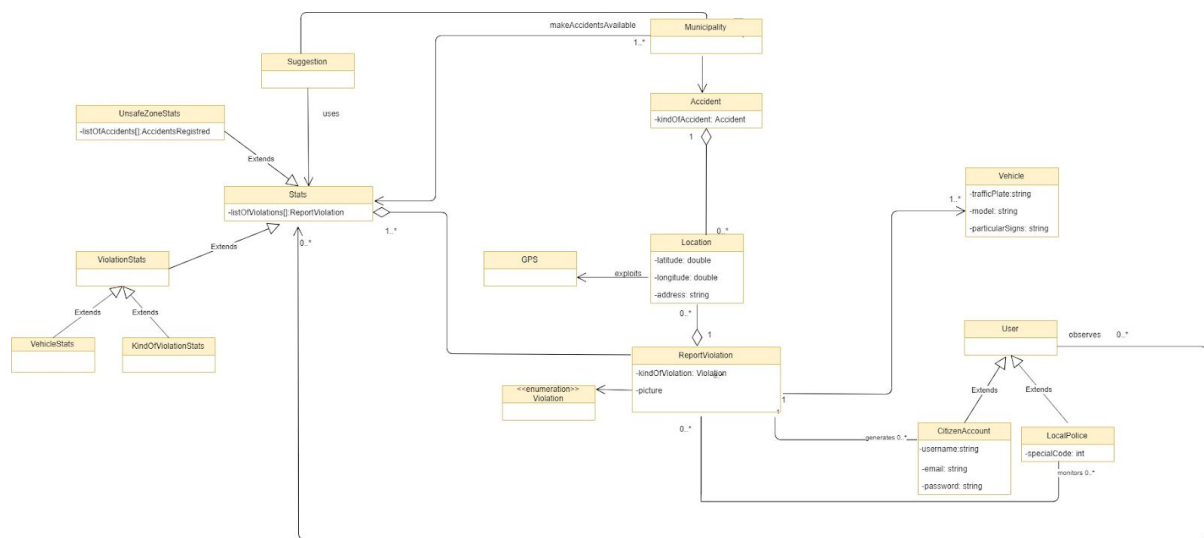 makeAccidentsAvailable
Municipality
1..*
Suggestion
uses
Accident
-kindOfAccident: Accident
1
UnsafeZoneStats
-listOfAccidents[];AccidentsRegistred
Extends
Stats
-listOfViolations[];ReportViolation
0..*
1..*
Vehicle
-trafficPlate:string
-model: string
-particularSigns: string
1..*
0..*
Location
-latitude: double
-longitude: double
-address: string
GPS
exploits
Extends
ViolationStats
Extends
Extends
VehicleStats
KindOfViolationStats
0..*
1
ReportViolation
-kindOfViolation: Violation
-picture
<<enumeration>>
Violation
1
1
0..*
User
observes
0..*
Extends
Extends
generates 0..*
CitizenAccount
-username:string
-email: string
-password: string
LocalPolice
-specialCode: int
monitors 0..*